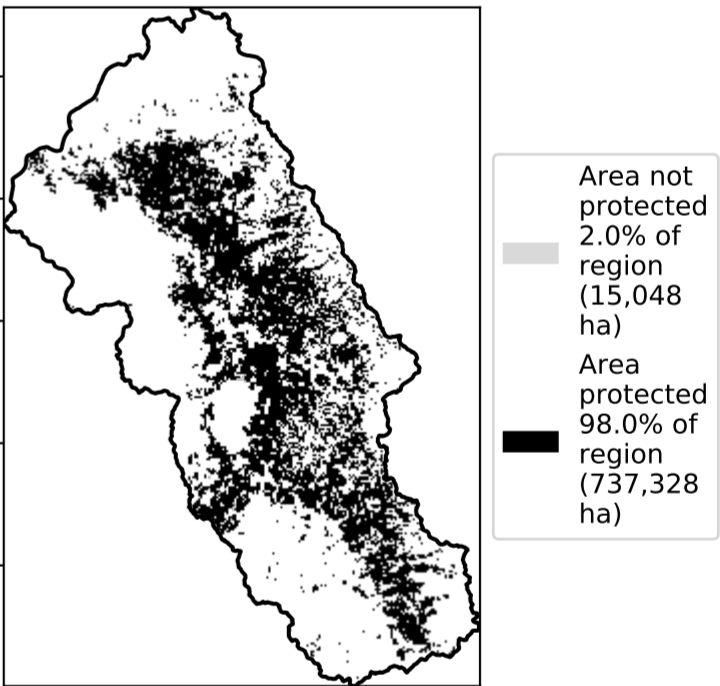 Area not
protected
2.0% of
region
(15,048
ha)
Area
protected
98.0% of
region
(737,328
ha)